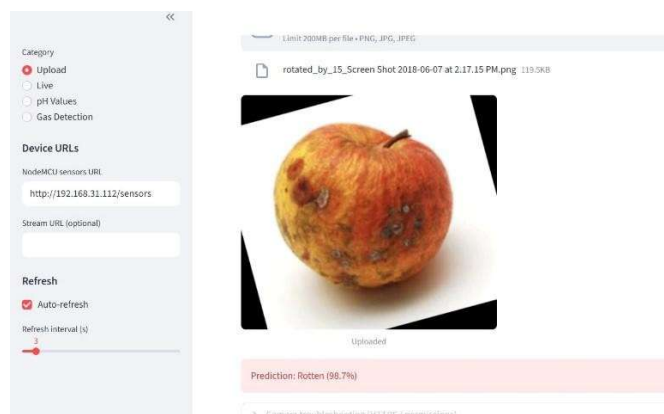 «
Category
Upload
Live
pH Values
Gas Detection
Device URLs
NodeMCU sensors URL
http://192.168.31.112/sensors
Stream URL (optional)
Refresh
Auto-refresh
Refresh interval (s)
3
Limit 200MB per file • PNG, JPG, JPEG
rotated_by_15_Screen Shot 2018-06-07 at 2.17.15 PM.png 119.5KB
Uploaded
Prediction: Rotten (98.7%)